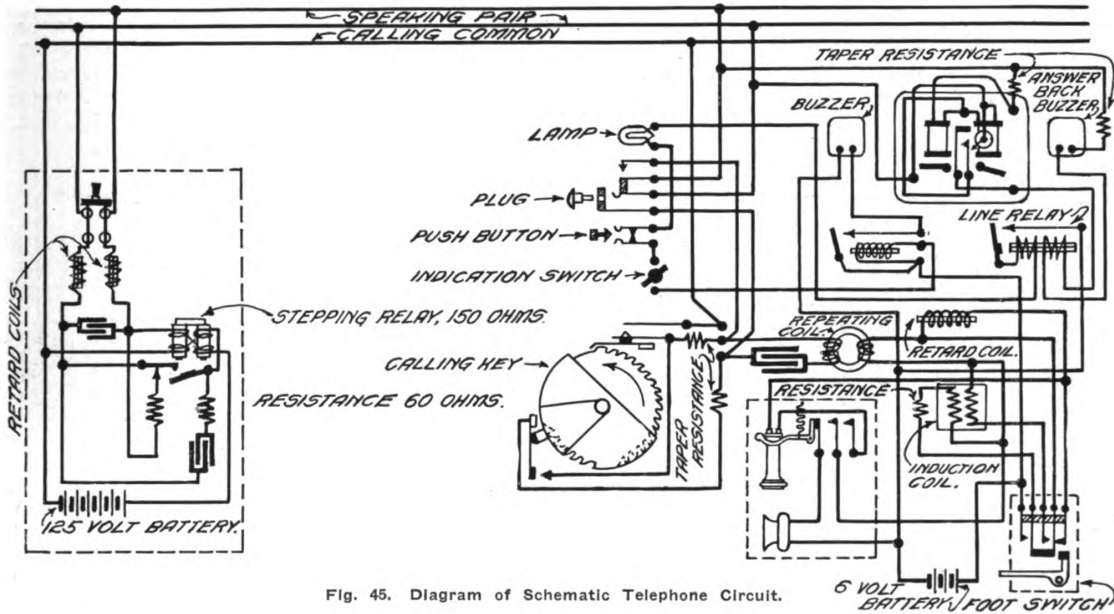 SPEAKING PAIR
CALLING COMMON
TAPER RESISTANCE
ANSWER
BACK
BUZZER
BUZZER
LAMP
PLUG
PUSH BUTTON
INDICATION SWITCH
LINE RELAY
RETARD COILS
STEPPING RELAY, 150 OHMS.
REPEATING
COIL.
RETARD COIL.
CALLING KEY
RESISTANCE 60 OHMS.
TAPER
RESISTANCE
RESISTANCE
INDUCTION
COIL.
125 VOLT BATTERY.
6 VOLT
BATTERY
FOOT SWITCH
Fig. 45. Diagram of Schematic Telephone Circuit.